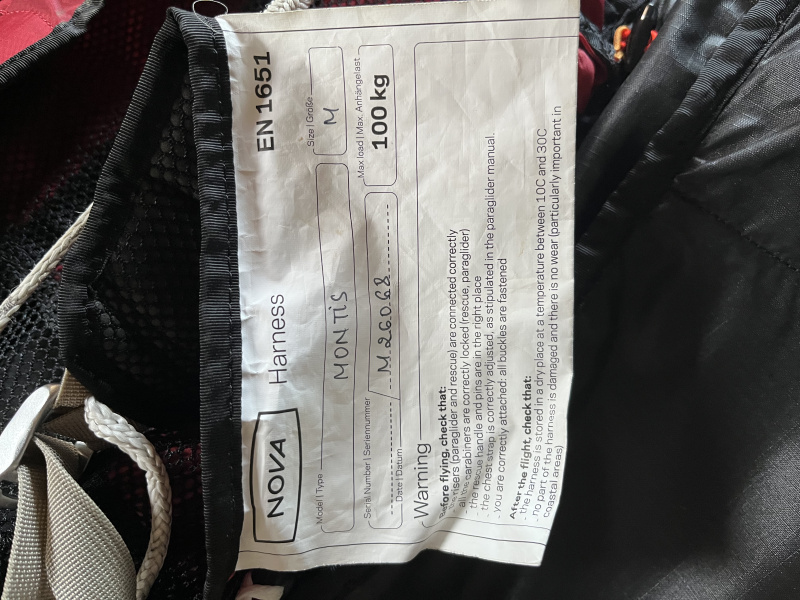 NOVA Harness EN 1651
Model | Type Size | Größe
MONTIS M
Serial Number | Seriennummer Max load | Max. Anhängelast
M26068 100 kg
Date | Datum
Warning
Before flying, check that:
- the risers (paraglider and rescue) are connected correctly
- all the carabiners are correctly locked (rescue, paraglider)
- the rescue handle and pins are in the right place
- the chest strap is correctly adjusted, as stipulated in the paraglider manual.
- you are correctly attached: all buckles are fastened
After the flight, check that:
- the harness is stored in a dry place at a temperature between 10C and 30C
- no part of the harness is damaged and there is no wear (particularly important in
coastal areas)